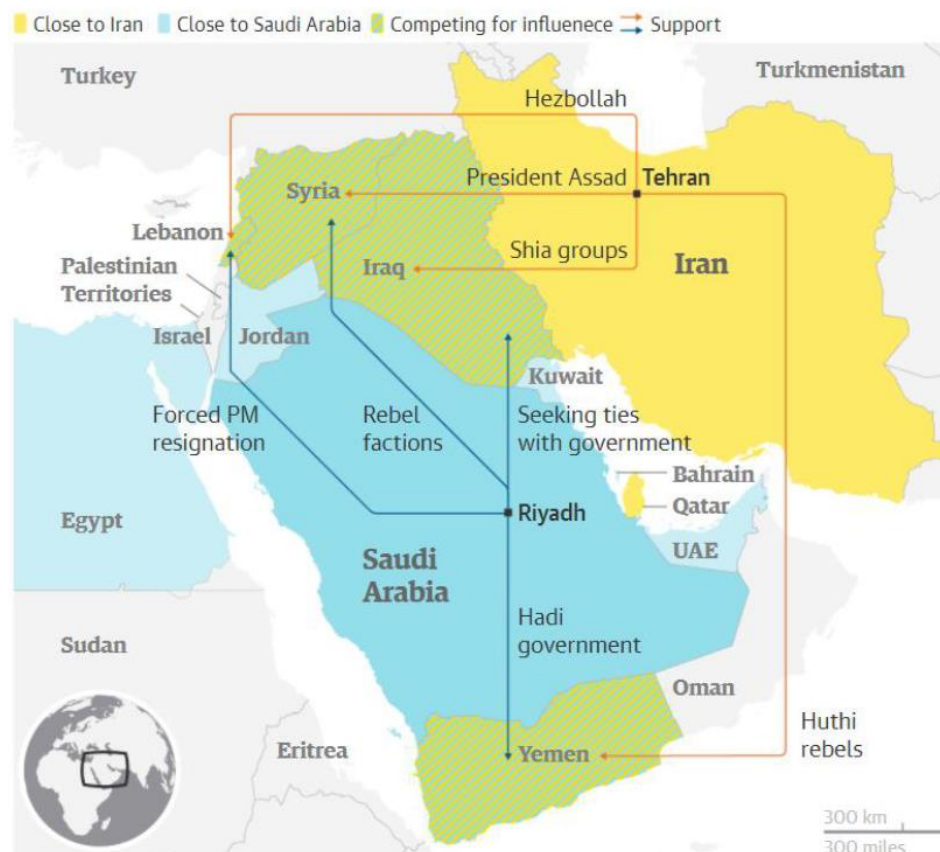 Close to Iran Close to Saudi Arabia Competing for influenece Support
Turkey
Turkmenistan
Hezbollah
Syria
President Assad
Tehran
Lebanon
Shia groups
Iraq
Iran
Palestinian
Territories
Israel
Jordan
Kuwait
Forced PM
resignation
Rebel
factions
Seeking ties
with government
Bahrain
Qatar
Egypt
Riyadh
UAE
Saudi
Arabia
Hadi
government
Sudan
Oman
Huthi
rebels
Eritrea
Yemen
300 km
300 miles